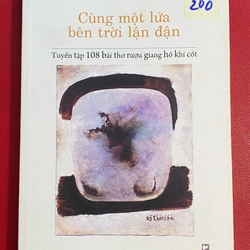 200
Cùng một lứa
bên trời lận đận
Tuyển tập 108 bài thơ rượu giang hồ khí cốt